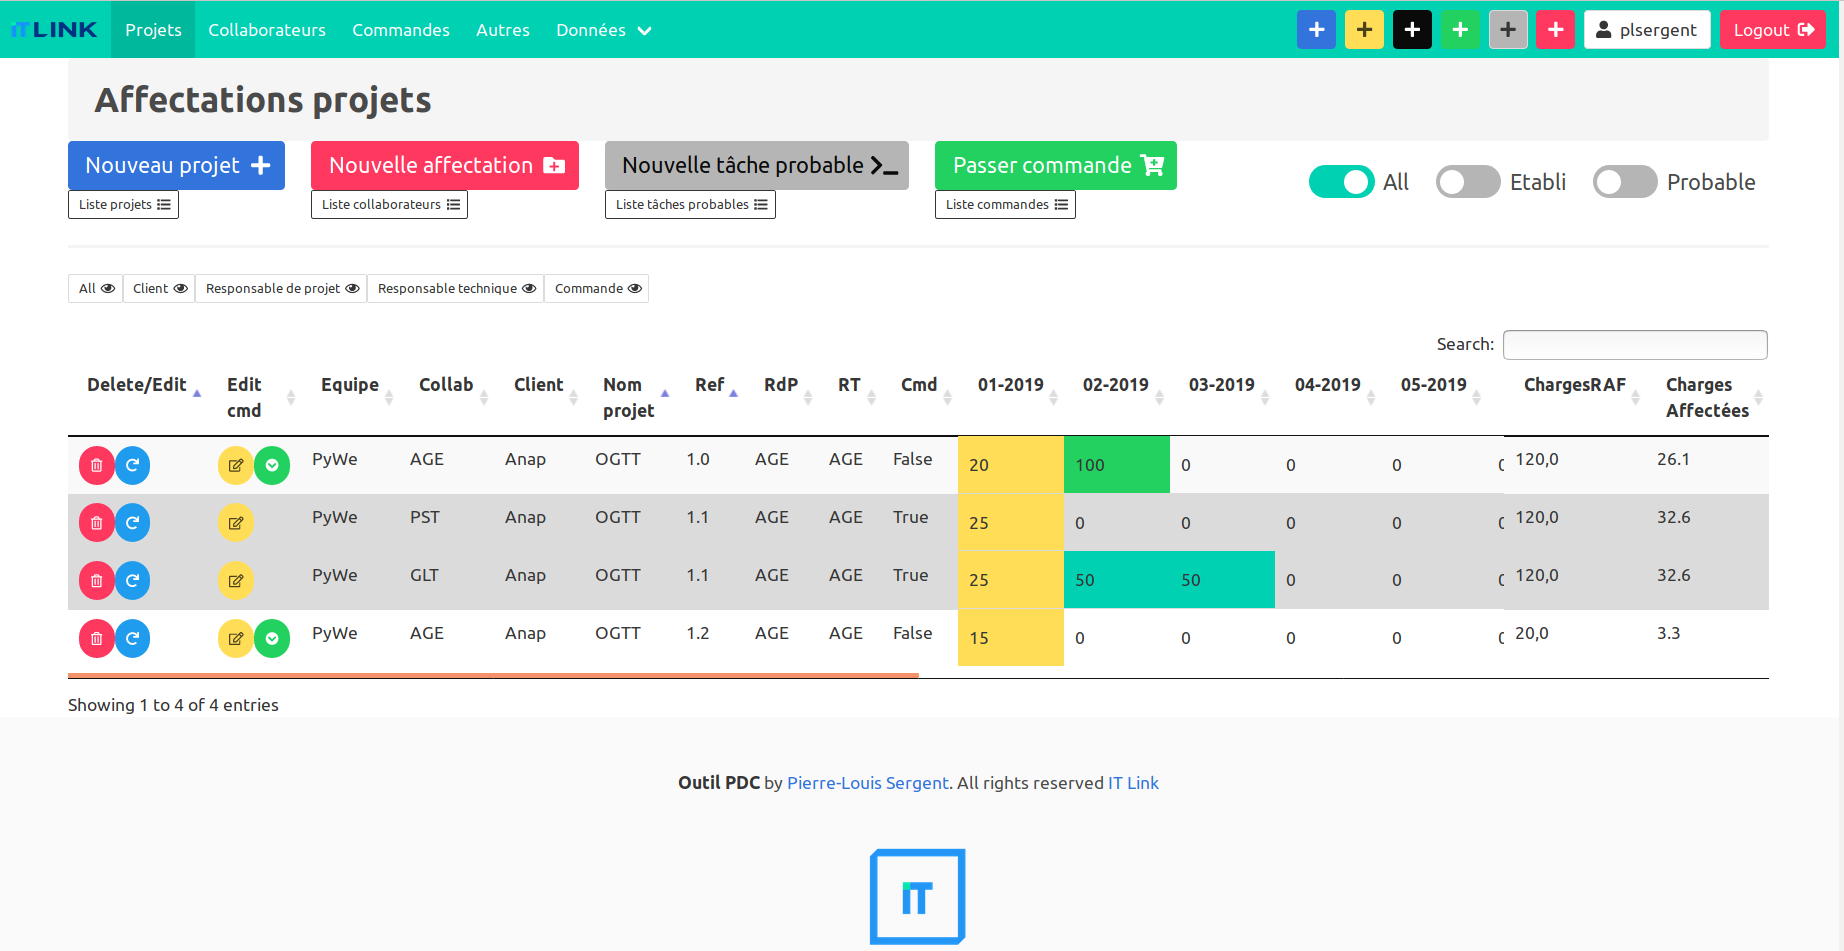 iTLINK Projets Collaborateurs Commandes Autres Données plsergent Logout
Affectations projets
Nouveau projet Nouvelle affectation Nouvelle tâche probable Passer commande
All Etabli Probable
Liste projets Liste collaborateurs Liste tâches probables Liste commandes
All Client Responsable de projet Responsable technique Commande
Search:
Delete/Edit Edit cmd Equipe Collab Client Nom projet Ref RdP RT Cmd 01-2019 02-2019 03-2019 04-2019 05-2019 ChargesRAF Charges Affectées
PyWe AGE Anap OGTT 1.0 AGE AGE False 20 100 0 0 0 120,0 26.1
PyWe PST Anap OGTT 1.1 AGE AGE True 25 0 0 0 0 120,0 32.6
PyWe GLT Anap OGTT 1.1 AGE AGE True 25 50 50 0 0 120,0 32.6
PyWe AGE Anap OGTT 1.2 AGE AGE False 15 0 0 0 0 20,0 3.3
Showing 1 to 4 of 4 entries
Outil PDC by Pierre-Louis Sergent. All rights reserved IT Link
iT